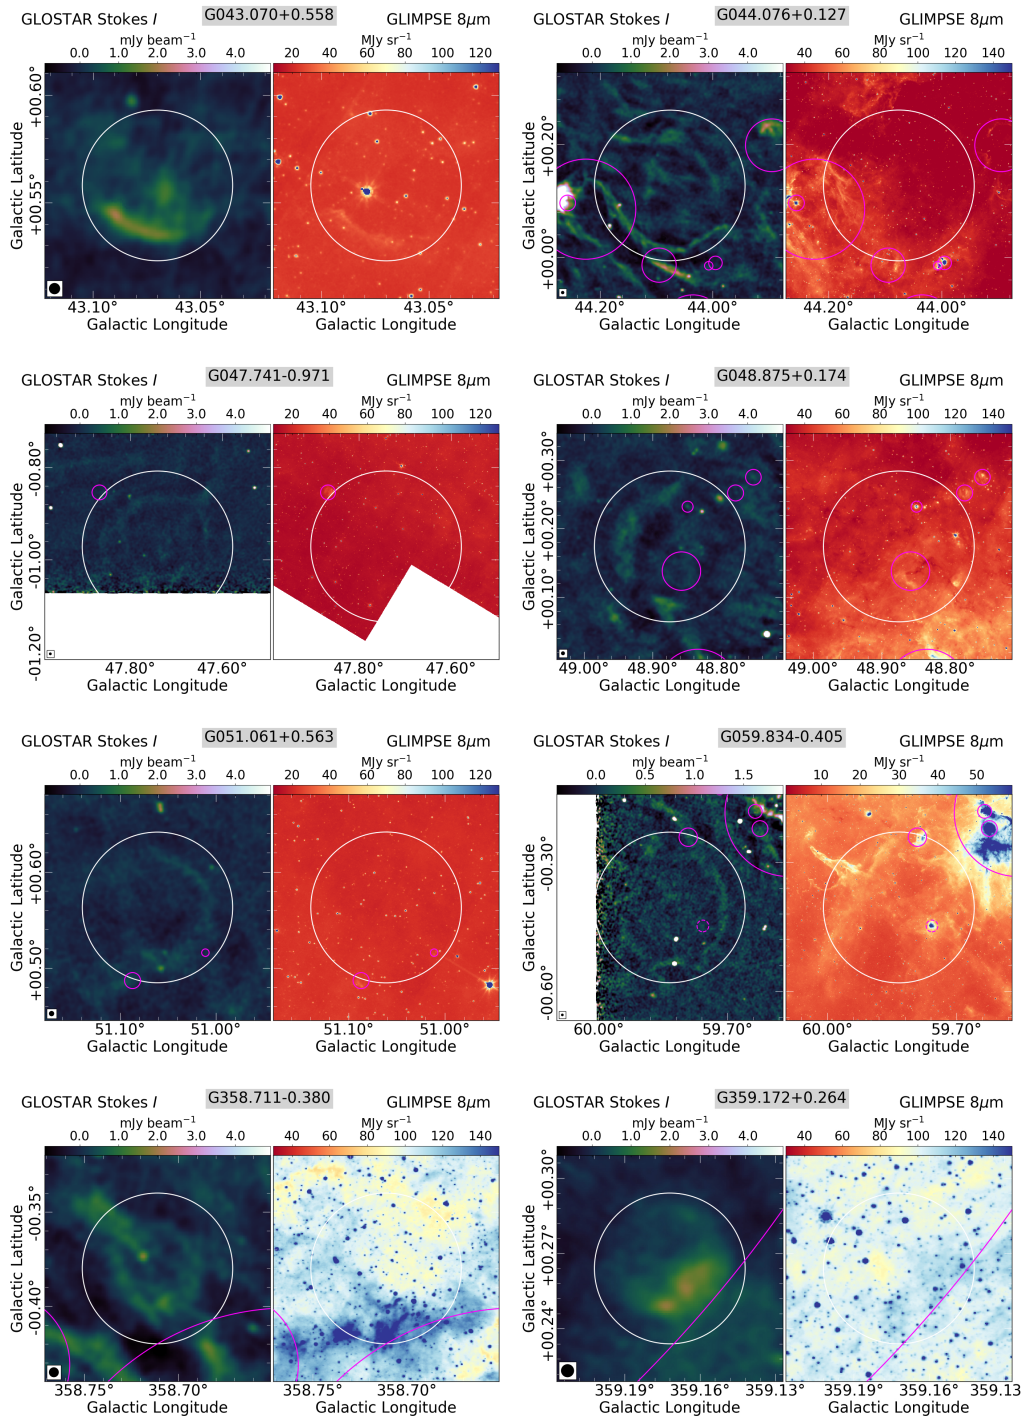 G043.070+0.558
GLOSTAR Stokes I GLIMPSE 8μm
mJy beam⁻¹ MJy sr⁻¹
0.0 1.0 2.0 3.0 4.0 20 40 60 80 100 120
+00.60°
+00.55°
Galactic Latitude
43.10° 43.05° 43.10° 43.05°
Galactic Longitude Galactic Longitude
G044.076+0.127
GLOSTAR Stokes I GLIMPSE 8μm
mJy beam⁻¹ MJy sr⁻¹
0.0 1.0 2.0 3.0 4.0 20 40 60 80 100 120 140
+00.20°
+00.00°
Galactic Latitude
44.20° 44.00° 44.20° 44.00°
Galactic Longitude Galactic Longitude
G047.741-0.971
GLOSTAR Stokes I GLIMPSE 8μm
mJy beam⁻¹ MJy sr⁻¹
0.0 1.0 2.0 3.0 4.0 20 40 60 80 100 120
-00.80°
-01.00°
-01.20°
Galactic Latitude
47.80° 47.60° 47.80° 47.60°
Galactic Longitude Galactic Longitude
G048.875+0.174
GLOSTAR Stokes I GLIMPSE 8μm
mJy beam⁻¹ MJy sr⁻¹
0.0 1.0 2.0 3.0 4.0 20 40 60 80 100 120 140
+00.30°
+00.20°
+00.10°
Galactic Latitude
49.00° 48.90° 48.80° 49.00° 48.90° 48.80°
Galactic Longitude Galactic Longitude
G051.061+0.563
GLOSTAR Stokes I GLIMPSE 8μm
mJy beam⁻¹ MJy sr⁻¹
0.0 1.0 2.0 3.0 4.0 20 40 60 80 100 120
+00.60°
+00.50°
Galactic Latitude
51.10° 51.00° 51.10° 51.00°
Galactic Longitude Galactic Longitude
G059.834-0.405
GLOSTAR Stokes I GLIMPSE 8μm
mJy beam⁻¹ MJy sr⁻¹
0.0 0.5 1.0 1.5 10 20 30 40 50
-00.30°
-00.60°
Galactic Latitude
60.00° 59.70° 60.00° 59.70°
Galactic Longitude Galactic Longitude
G358.711-0.380
GLOSTAR Stokes I GLIMPSE 8μm
mJy beam⁻¹ MJy sr⁻¹
0.0 1.0 2.0 3.0 4.0 40 60 80 100 120 140
-00.35°
-00.40°
Galactic Latitude
358.75° 358.70° 358.75° 358.70°
Galactic Longitude Galactic Longitude
G359.172+0.264
GLOSTAR Stokes I GLIMPSE 8μm
mJy beam⁻¹ MJy sr⁻¹
0.0 1.0 2.0 3.0 4.0 40 60 80 100 120 140
+00.30°
+00.27°
+00.24°
Galactic Latitude
359.19° 359.16° 359.13° 359.19° 359.16° 359.13
Galactic Longitude Galactic Longitude